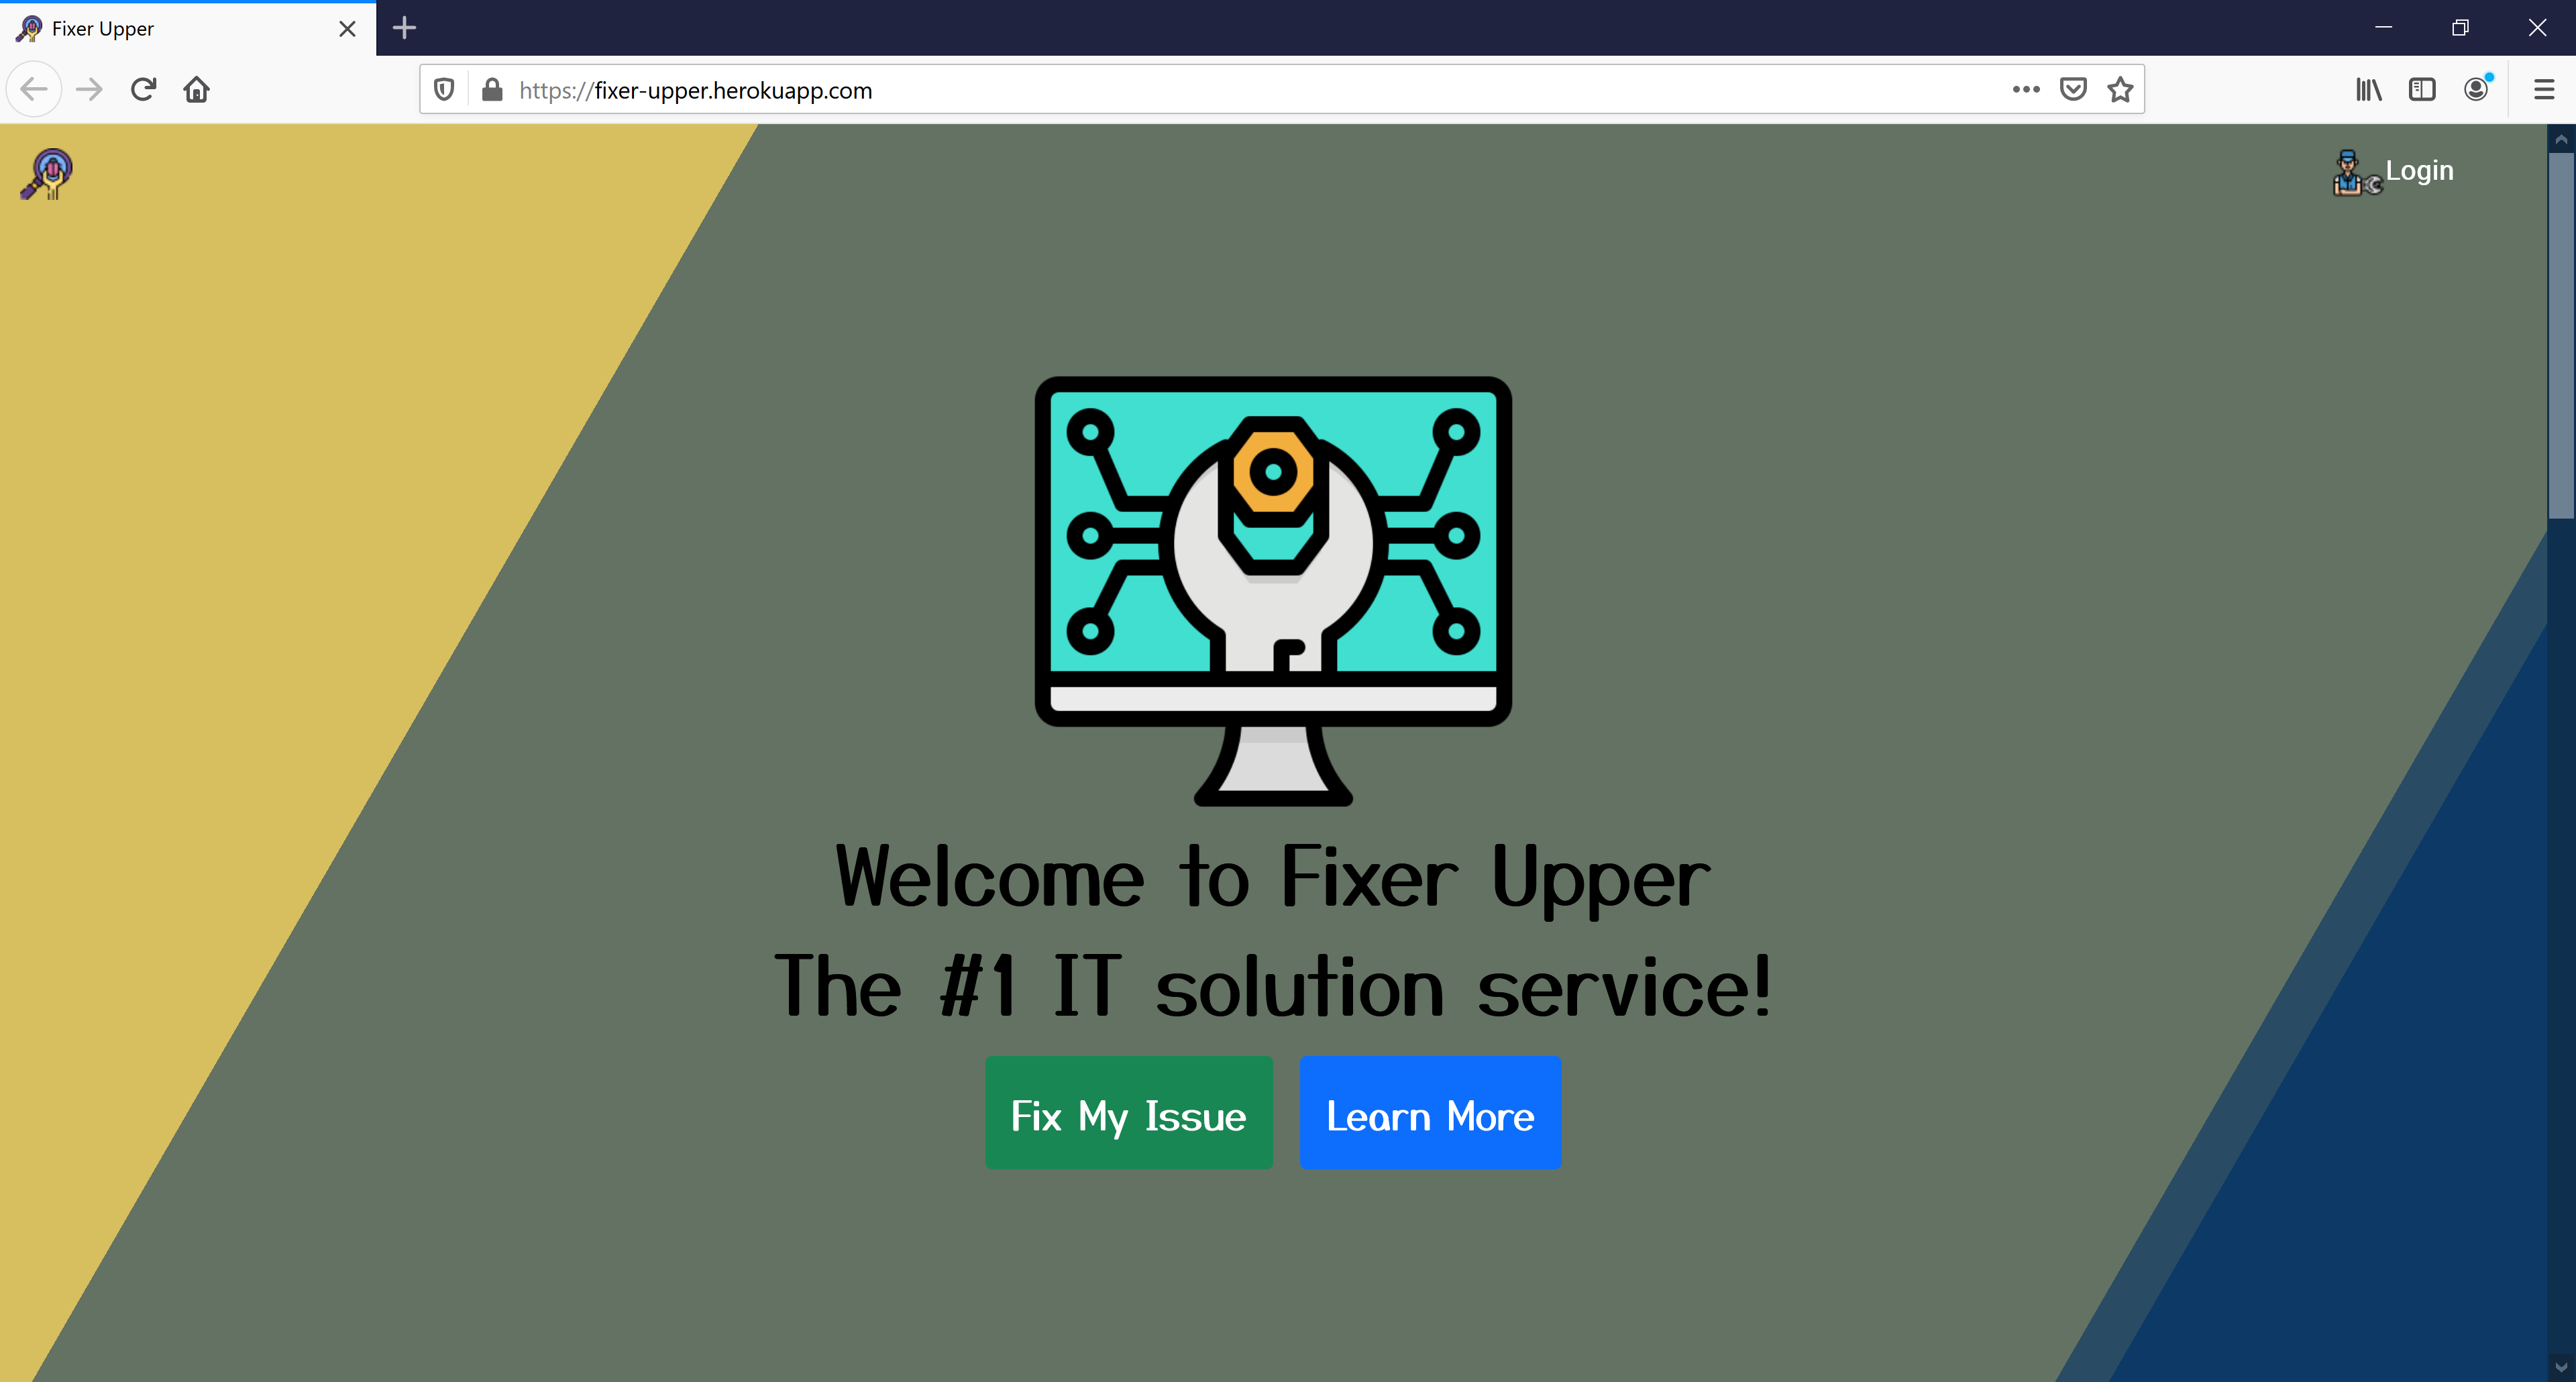 Fixer Upper
https://fixer-upper.herokuapp.com
Login
Welcome to Fixer Upper
The #1 IT solution service!
Fix My Issue
Learn More